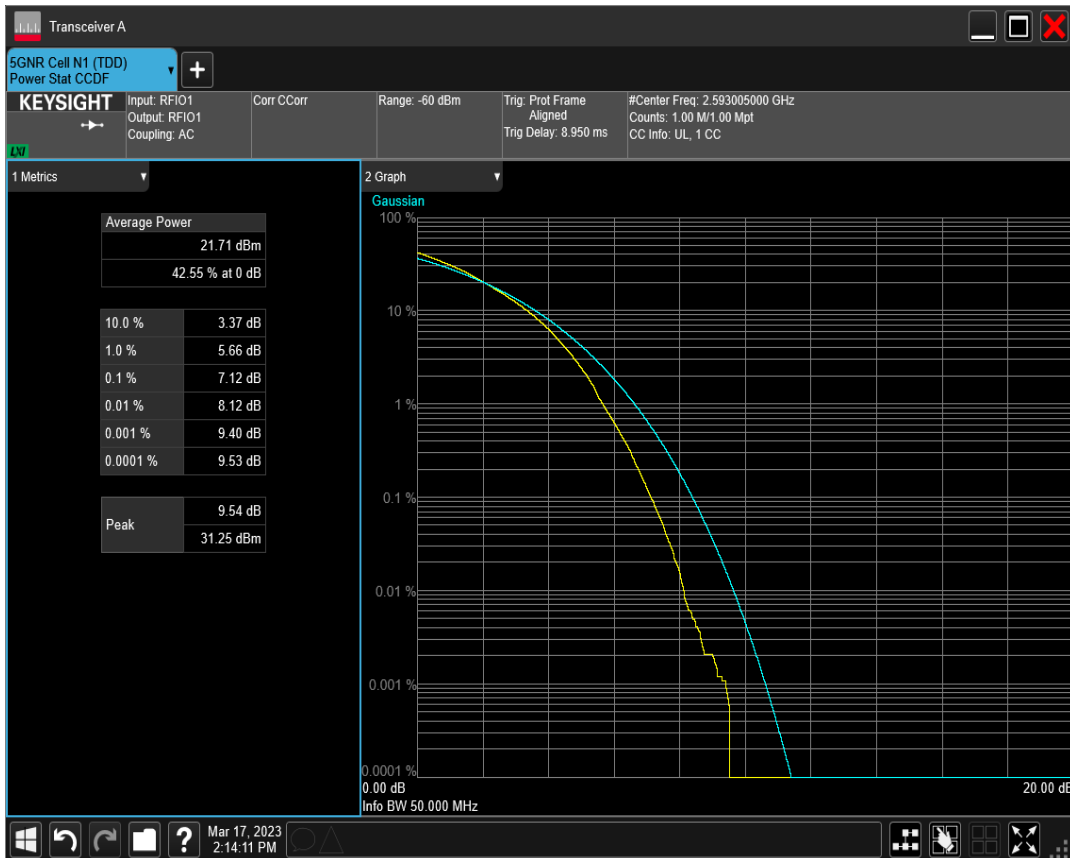 Transceiver A
5GNR Cell N1 (TDD)
Power Stat CCDF
+
KEYSIGHT
LXI
Input: RFIO1
Output: RFIO1
Coupling: AC
Corr CCorr
Range: -60 dBm
Trig: Prot Frame
Aligned
Trig Delay: 8.950 ms
#Center Freq: 2.593005000 GHz
Counts: 1.00 M/1.00 Mpt
CC Info: UL, 1 CC
1 Metrics
Average Power
21.71 dBm
42.55 % at 0 dB
10.0 % 3.37 dB
1.0 % 5.66 dB
0.1 % 7.12 dB
0.01 % 8.12 dB
0.001 % 9.40 dB
0.0001 % 9.53 dB
Peak
9.54 dB
31.25 dBm
2 Graph
Gaussian
100 %
10 %
1 %
0.1 %
0.01 %
0.001 %
0.0001 %
0.00 dB 20.00 dB
Info BW 50.000 MHz
?
Mar 17, 2023
2:14:11 PM